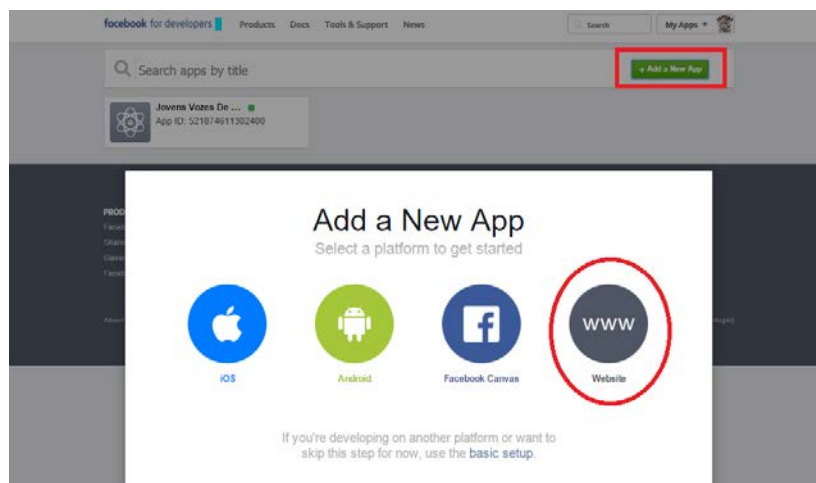 facebook for developers Products Docs Tools & Support News Search My Apps
Search apps by title + Add a New App
Jovens Vozes De ...
App ID: 521874611302400
PROD
Add a New App
Select a platform to get started
www
iOS Android Facebook Canvas Website
If you're developing on another platform or want to
skip this step for now, use the basic setup.